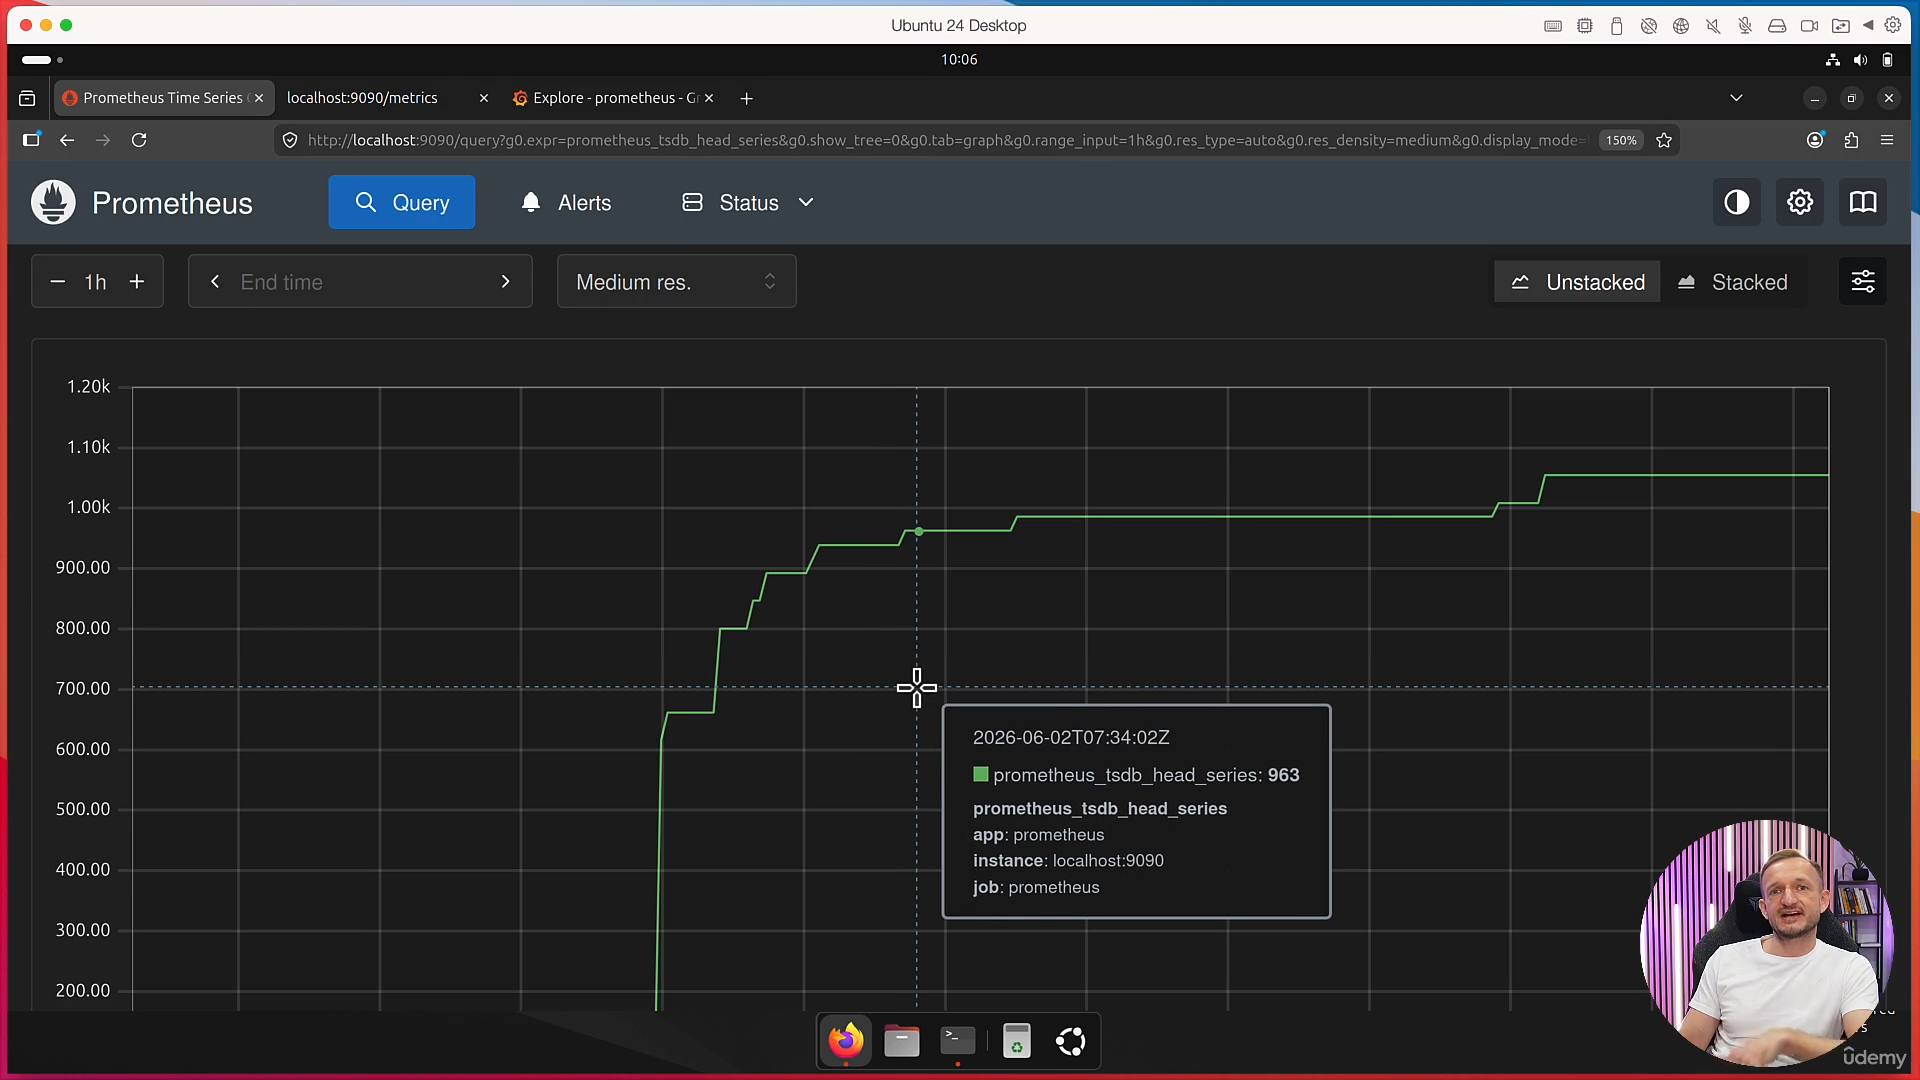 Ubuntu 24 Desktop
10:06
Prometheus Time Series
localhost:9090/metrics
Explore - prometheus - Gr
http://localhost:9090/query?g0.expr=prometheus_tsdb_head_series&g0.show_tree=0&g0.tab=graph&g0.range_input=1h&g0.res_type=auto&g0.res_density=medium&g0.display_mode=
150%
Prometheus
Query
Alerts
Status
1h
End time
Medium res.
Unstacked
Stacked
1.20k
1.10k
1.00k
900.00
800.00
700.00
600.00
500.00
400.00
300.00
200.00
2026-06-02T07:34:02Z
prometheus_tsdb_head_series: 963
prometheus_tsdb_head_series
app: prometheus
instance: localhost:9090
job: prometheus
udemy